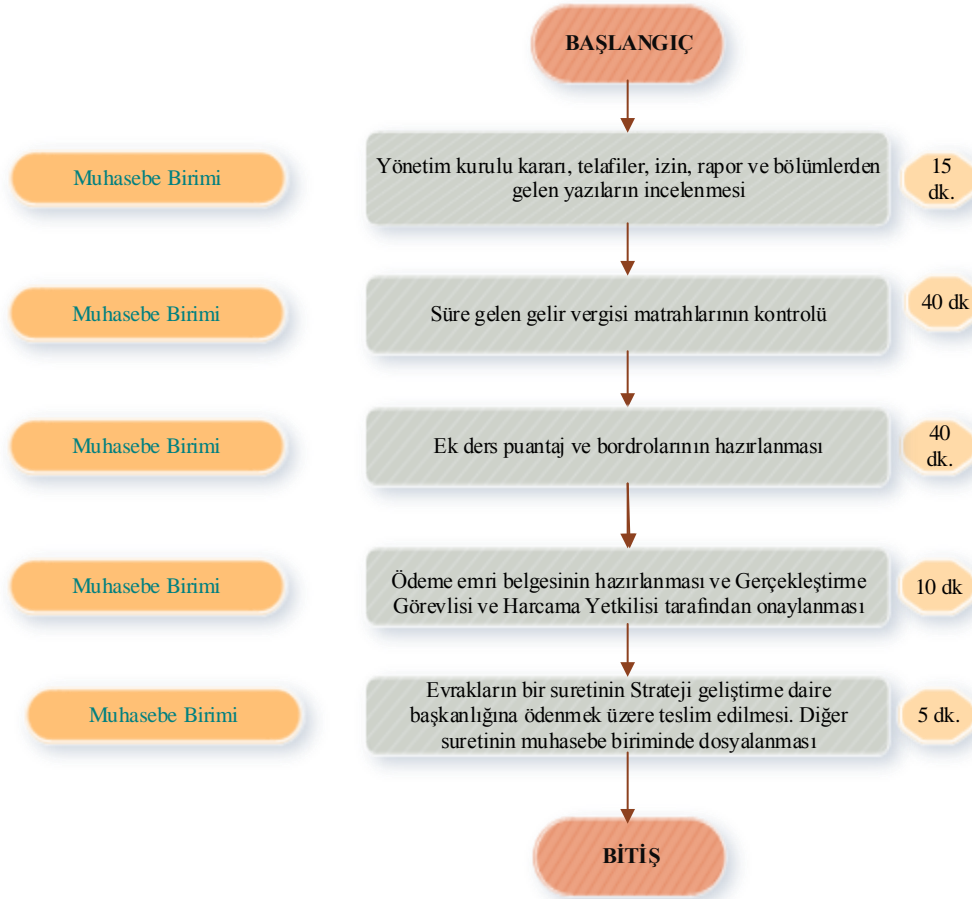 BAŞLANGIÇ
Muhasebe Birimi
Yönetim kurulu kararı, telafiler, izin, rapor ve bölümlerden
gelen yazıların incelenmesi
15
dk.
Muhasebe Birimi
Süre gelen gelir vergisi matrahlarının kontrolü
40 dk
Muhasebe Birimi
Ek ders puantaj ve bordrolarının hazırlanması
40
dk.
Muhasebe Birimi
Ödeme emri belgesinin hazırlanması ve Gerçekleştirme
Görevlisi ve Harcama Yetkilisi tarafından onaylanması
10 dk
Muhasebe Birimi
Evrakların bir suretinin Strateji geliştirme daire
başkanlığına ödenmek üzere teslim edilmesi. Diğer
suretinin muhasebe biriminde dosyalanması
5 dk.
BİTİŞ